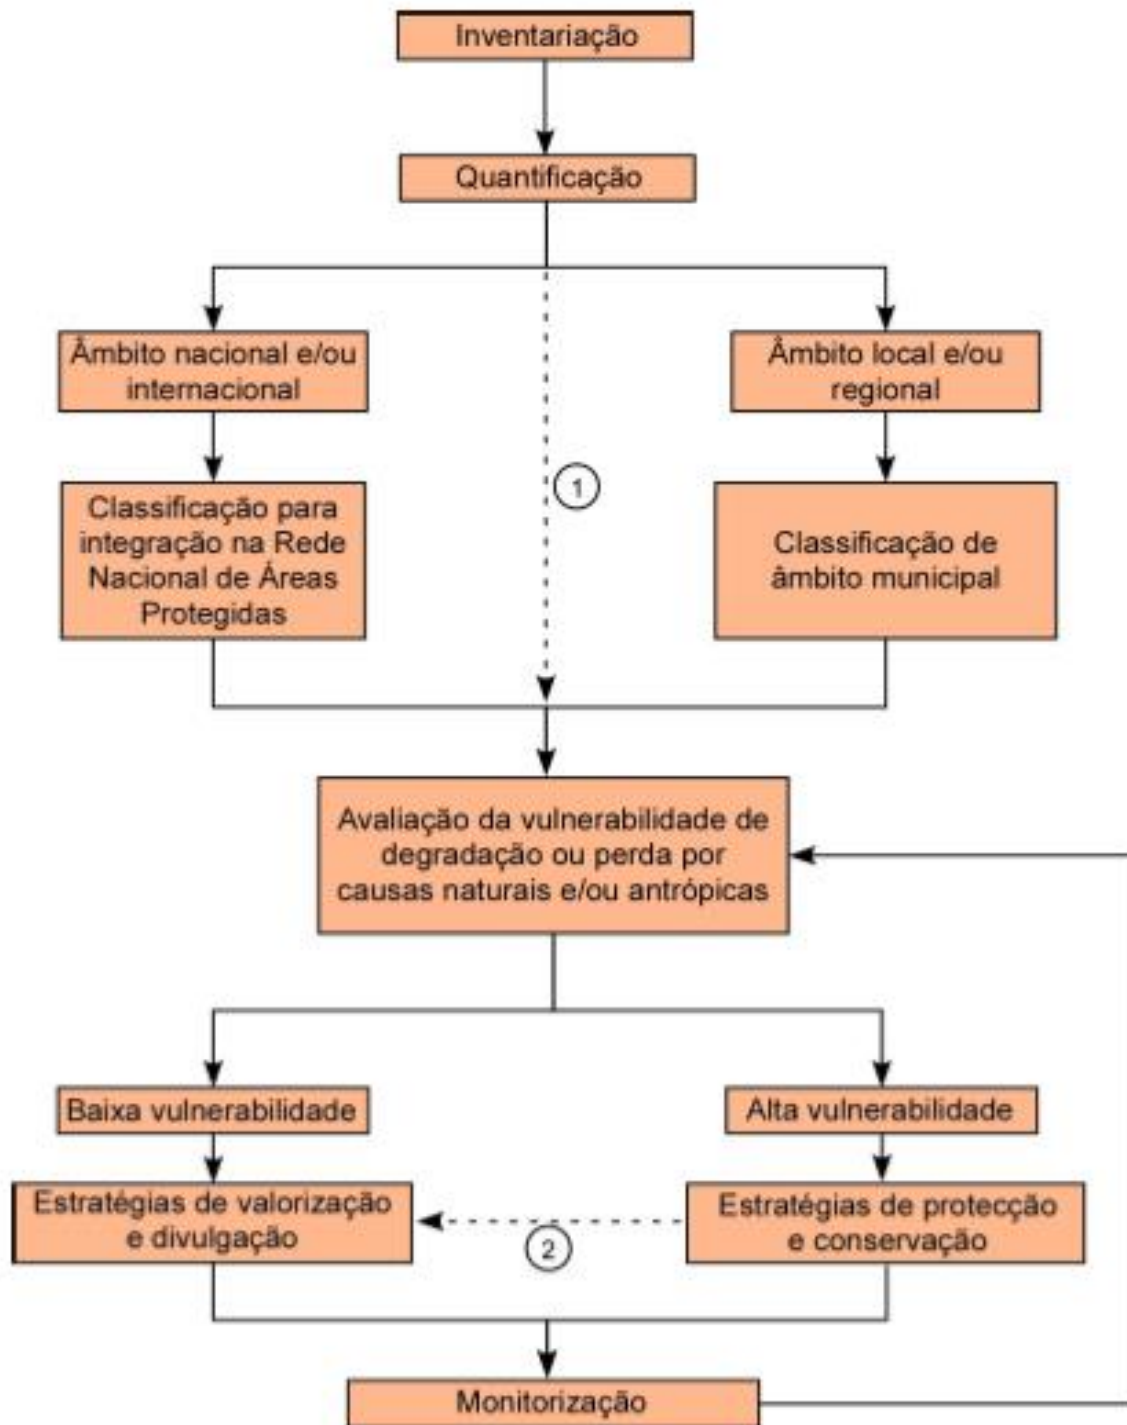 Inventariação
Quantificação
Âmbito nacional e/ou
internacional
Âmbito local e/ou
regional
1
Classificação para
integração na Rede
Nacional de Áreas
Protegidas
Classificação de
âmbito municipal
Avaliação da vulnerabilidade de
degradação ou perda por
causas naturais e/ou antrópicas
Baixa vulnerabilidade
Alta vulnerabilidade
Estratégias de valorização
e divulgação
2
Estratégias de protecção
e conservação
Monitorização